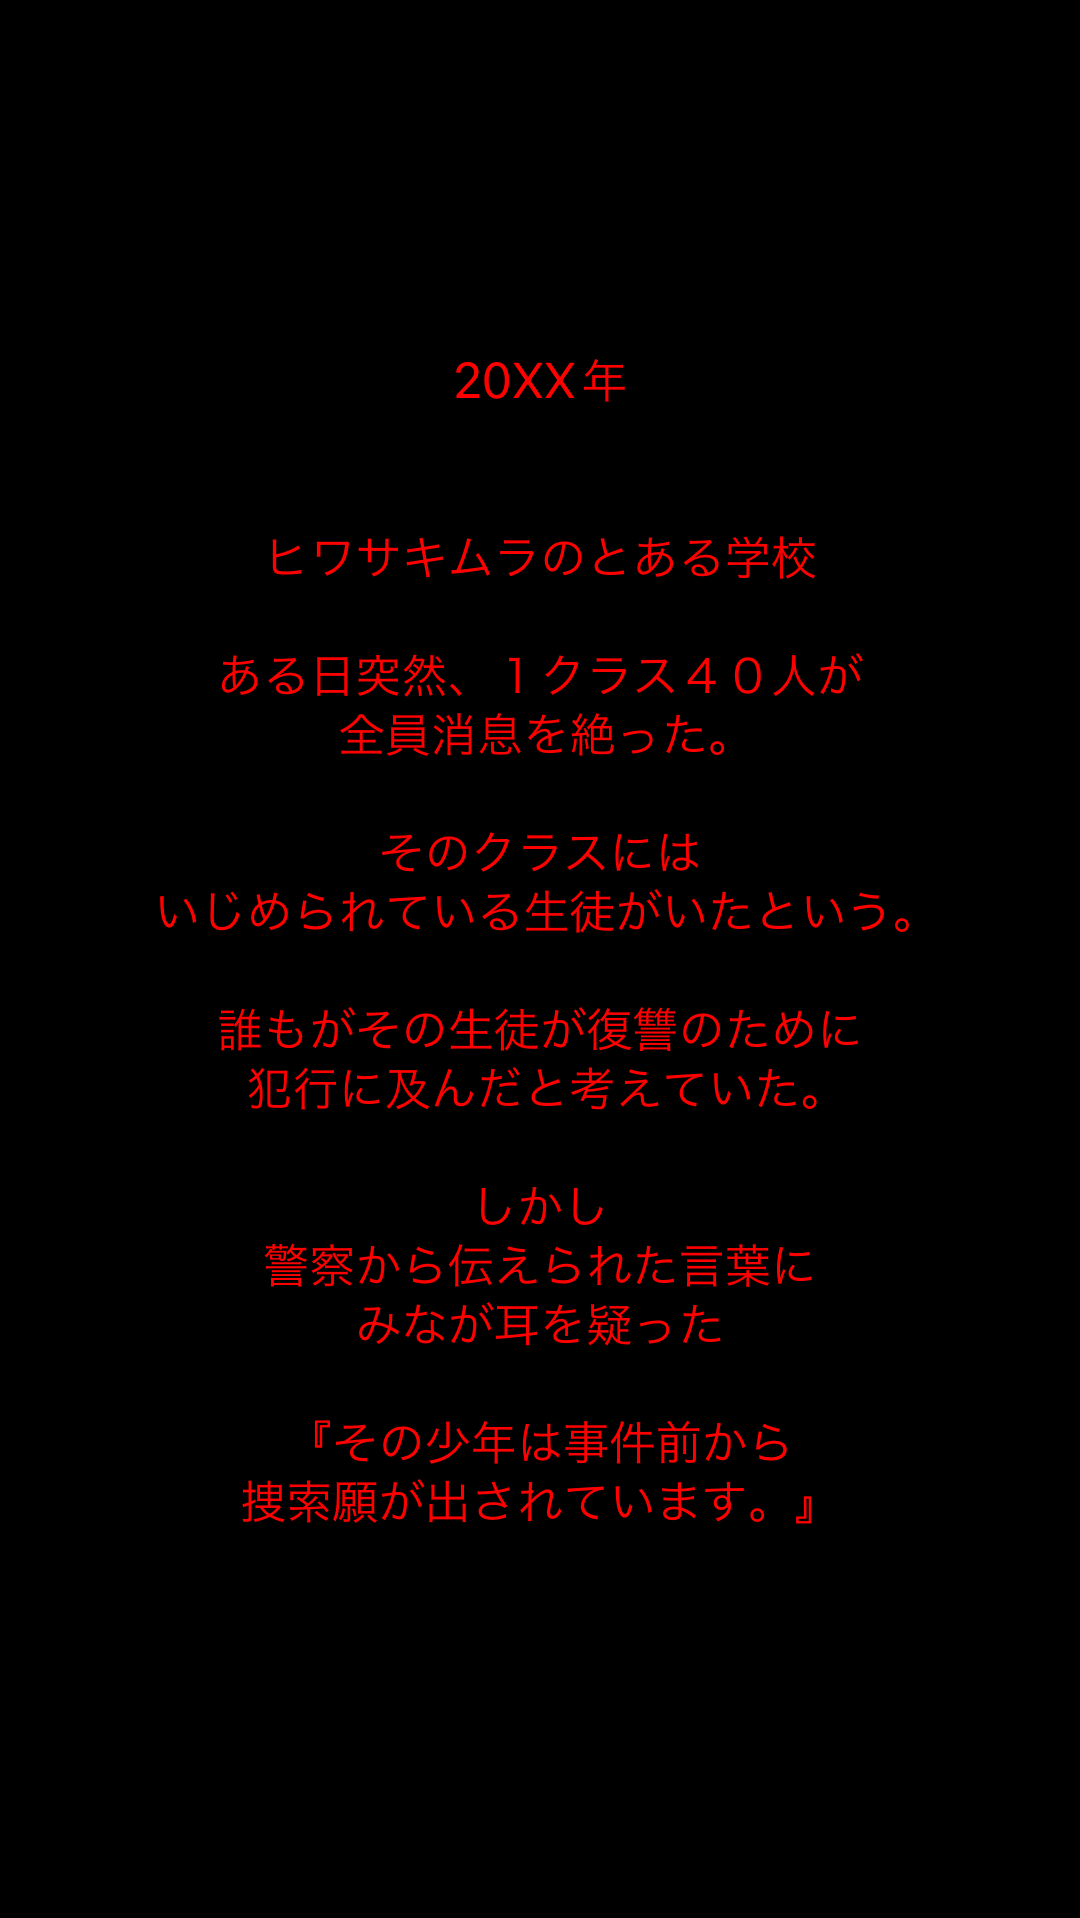 20XX年
ヒワサキムラのとある学校
ある日突然、１クラス４０人が
全員消息を絶った。
そのクラスには
いじめられている生徒がいたという。
誰もがその生徒が復讐のために
犯行に及んだと考えていた。
しかし
警察から伝えられた言葉に
みなが耳を疑った
『その少年は事件前から
捜索願が出されています。』